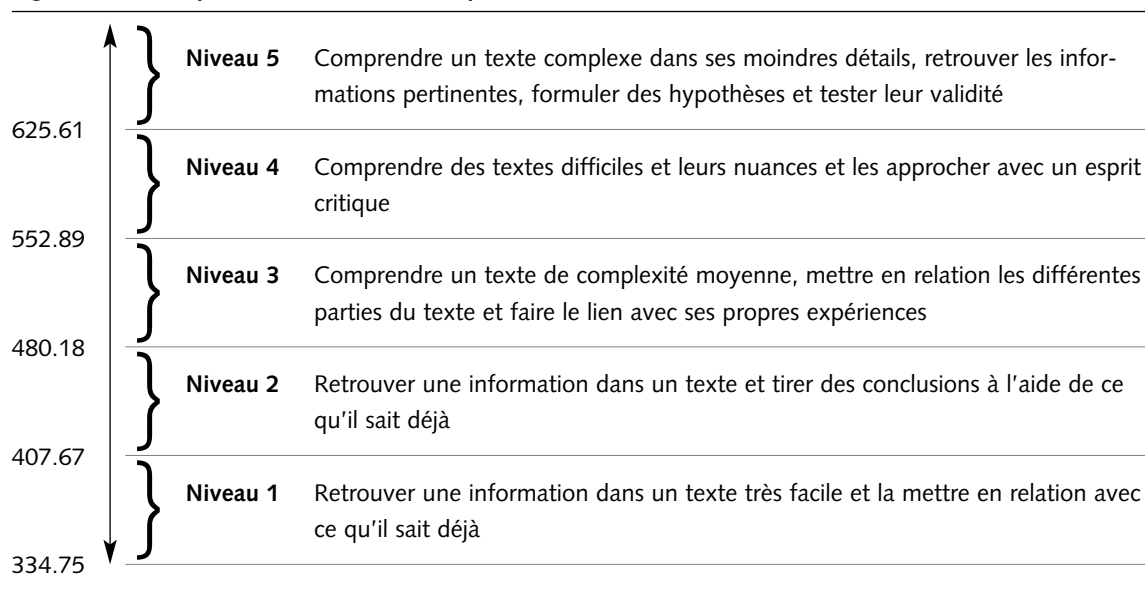 Niveau 5 Comprendre un texte complexe dans ses moindres détails, retrouver les infor-
mations pertinentes, formuler des hypothèses et tester leur validité
625.61
Niveau 4 Comprendre des textes difficiles et leurs nuances et les approcher avec un esprit
critique
552.89
Niveau 3 Comprendre un texte de complexité moyenne, mettre en relation les différentes
parties du texte et faire le lien avec ses propres expériences
480.18
Niveau 2 Retrouver une information dans un texte et tirer des conclusions à l'aide de ce
qu'il sait déjà
407.67
Niveau 1 Retrouver une information dans un texte très facile et la mettre en relation avec
ce qu'il sait déjà
334.75